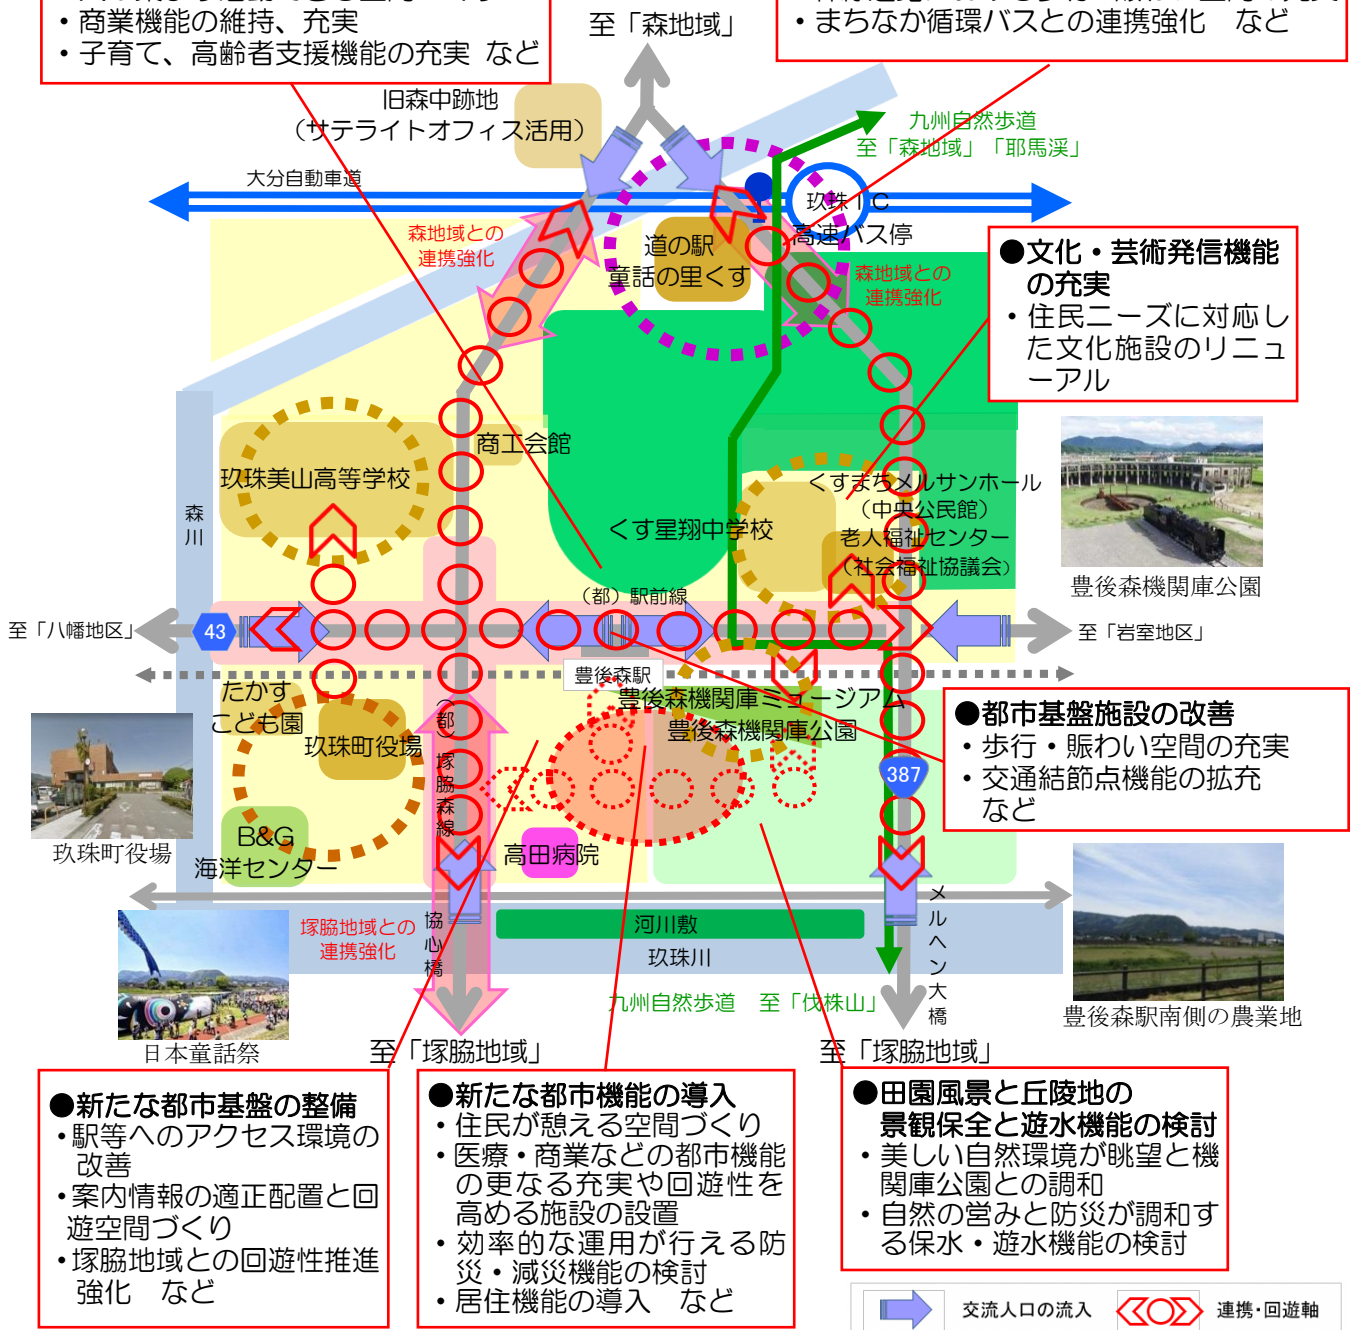 ・商業機能の維持、充実
・子育て、高齢者支援機能の充実 など
至「森地域」
・まちなか循環バスとの連携強化　など
旧森中跡地
（サテライトオフィス活用）
九州自然歩道
至「森地域」「耶馬渓」
大分自動車道
玖珠ＩＣ
高速バス停
森地域との
連携強化
道の駅
童話の里くす
森地域との
連携強化
●文化・芸術発信機能
の充実
・住民ニーズに対応し
た文化施設のリニュ
ーアル
商工会館
玖珠美山高等学校
森川
くす星翔中学校
くすまちメルサンホール
（中央公民館）
老人福祉センター
（社会福祉協議会）
豊後森機関庫公園
（都）駅前線
至「八幡地区」
43
至「岩室地区」
豊後森駅
たかす
こども園
玖珠町役場
（都）塚脇森線
豊後森機関庫ミュージアム
豊後森機関庫公園
387
●都市基盤施設の改善
・歩行・賑わい空間の充実
・交通結節点機能の拡充
など
玖珠町役場
B&G
海洋センター
高田病院
塚脇地域との
連携強化
協心橋
河川敷
玖珠川
メルヘン大橋
九州自然歩道　至「伐株山」
日本童話祭
豊後森駅南側の農業地
至「塚脇地域」
至「塚脇地域」
●新たな都市基盤の整備
・駅等へのアクセス環境の
改善
・案内情報の適正配置と回
遊空間づくり
・塚脇地域との回遊性推進
強化　など
●新たな都市機能の導入
・住民が憩える空間づくり
・医療・商業などの都市機能
の更なる充実や回遊性を
高める施設の設置
・効率的な運用が行える防
災・減災機能の検討
・居住機能の導入　など
●田園風景と丘陵地の
景観保全と遊水機能の検討
・美しい自然環境が眺望と機
関庫公園との調和
・自然の営みと防災が調和す
る保水・遊水機能の検討
交流人口の流入
連携・回遊軸